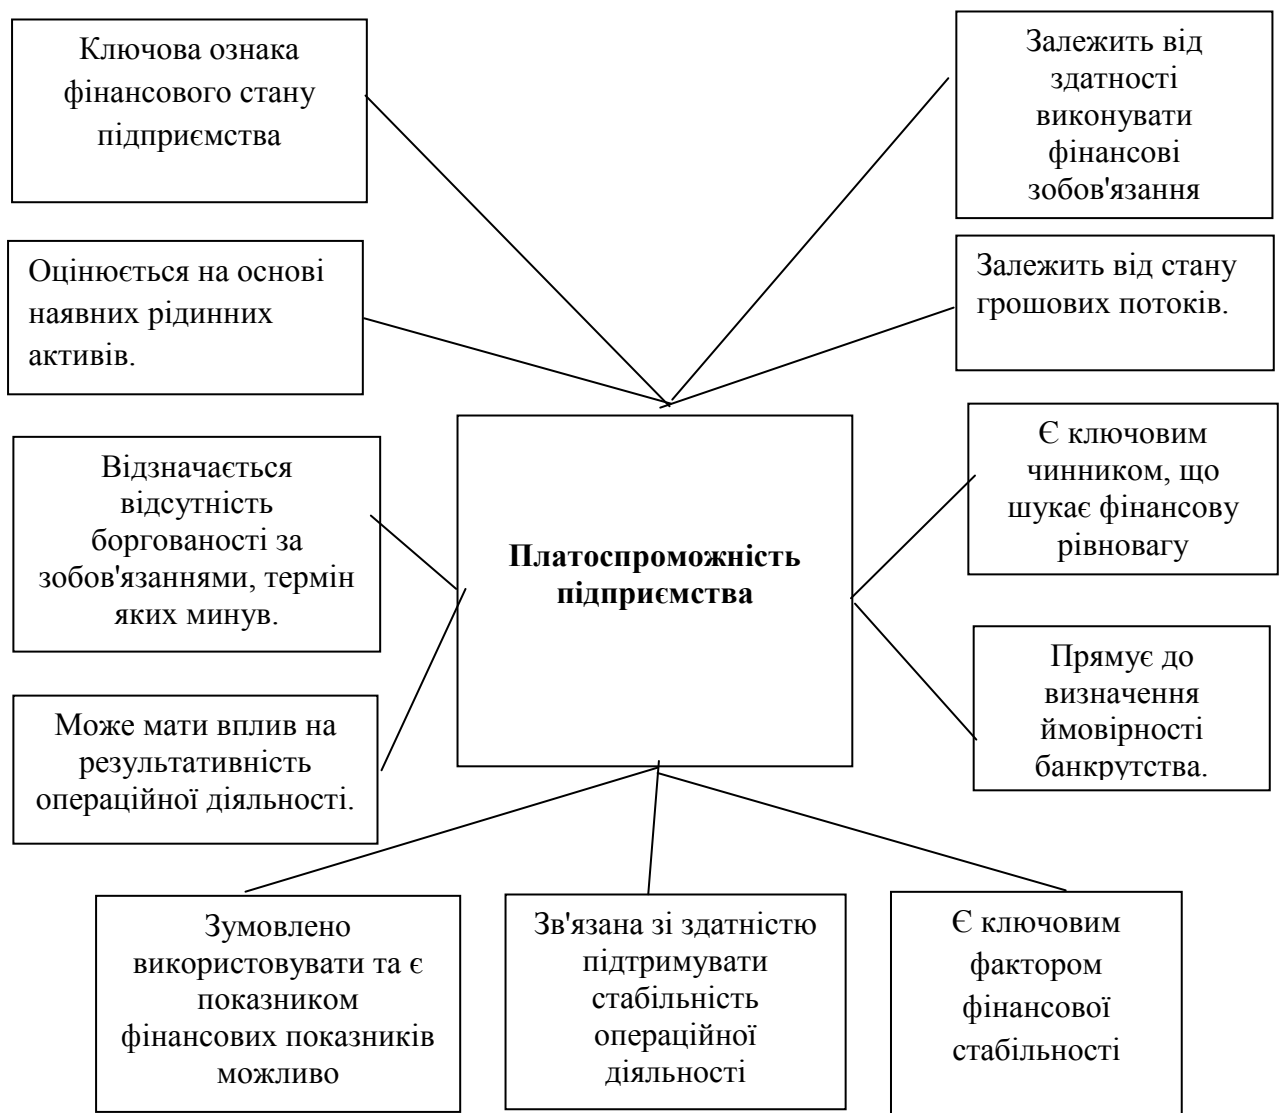 Ключова ознака
фінансового стану
підприємства
Залежить від
здатності
виконувати
фінансові
зобов'язання
Оцінюється на основі
наявних рідинних
активів.
Залежить від стану
грошових потоків.
Відзначається
відсутність
боргованості за
зобов'язаннями, термін
яких минув.
Платоспроможність
підприємства
Є ключовим
чинником, що
шукає фінансову
рівновагу
Може мати вплив на
результативність
операційної діяльності.
Прямує до
визначення
ймовірності
банкрутства.
Зумовлено
використовувати та є
показником
фінансових показників
можливо
Зв'язана зі здатністю
підтримувати
стабільність
операційної
діяльності
Є ключовим
фактором
фінансової
стабільності